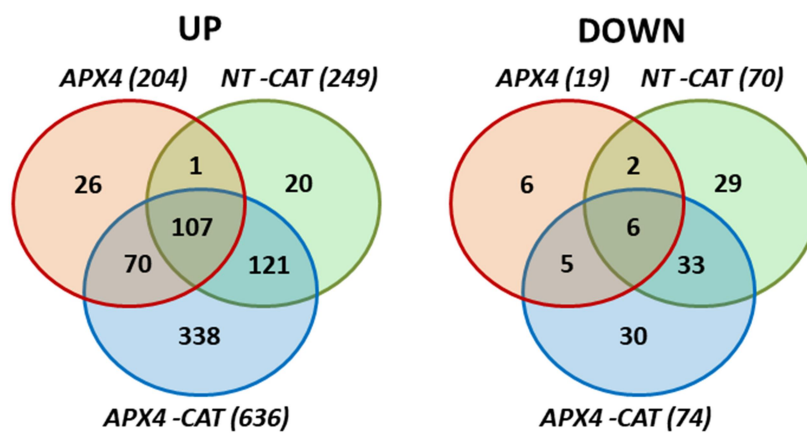 UP
DOWN
APX4 (204) NT -CAT (249)
APX4 (19) NT -CAT (70)
26
1
20
107
70
121
338
APX4 -CAT (636)
6
2
29
6
5
33
30
APX4 -CAT (74)